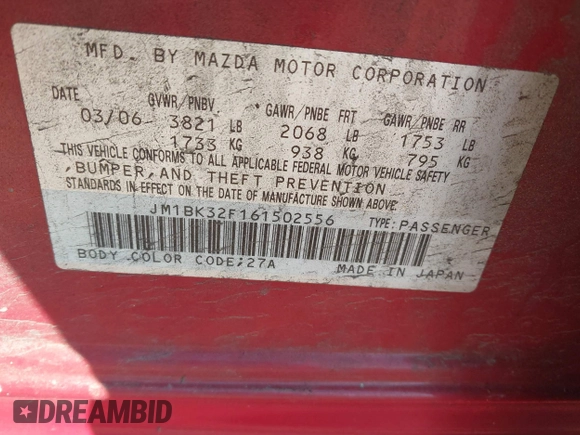 MFD. BY MAZDA MOTOR CORPORATION
DATE GVWR/PNBV GAWR/PNBE FRT GAWR/PNBE RR
03/06 3821 LB 2068 LB 1753 LB
1733 KG 938 KG 795 KG
THIS VEHICLE CONFORMS TO ALL APPLICABLE FEDERAL MOTOR VEHICLE SAFETY
,BUMPER,AND THEFT PREVENTION
STANDARDS IN EFFECT ON THE DATE OF MANUFACTURE SHOWN ABOVE.
JM1BK32F161502556 TYPE:PASSENGER
BODY COLOR CODE:27A MADE IN JAPAN
DREAMBID